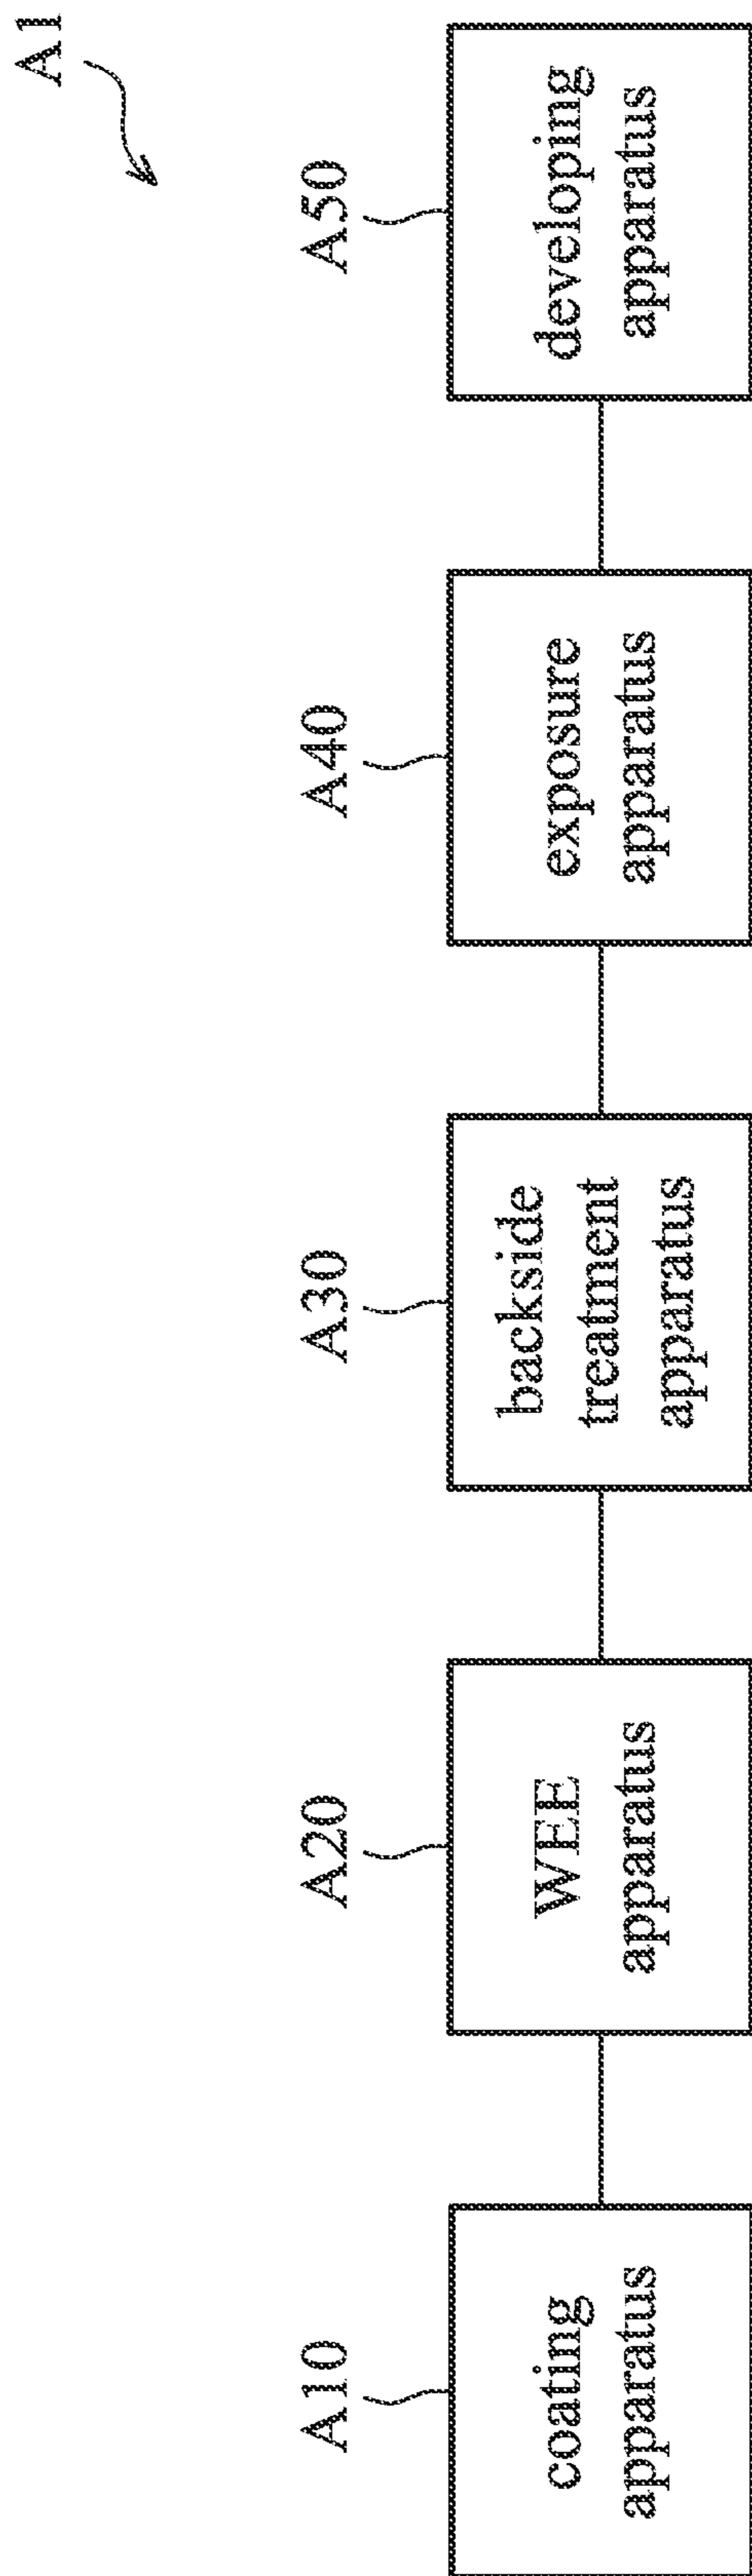 A1
A10
coating
apparatus
A20
WEE
apparatus
A30
backside
treatment
apparatus
A40
exposure
apparatus
A50
developing
apparatus